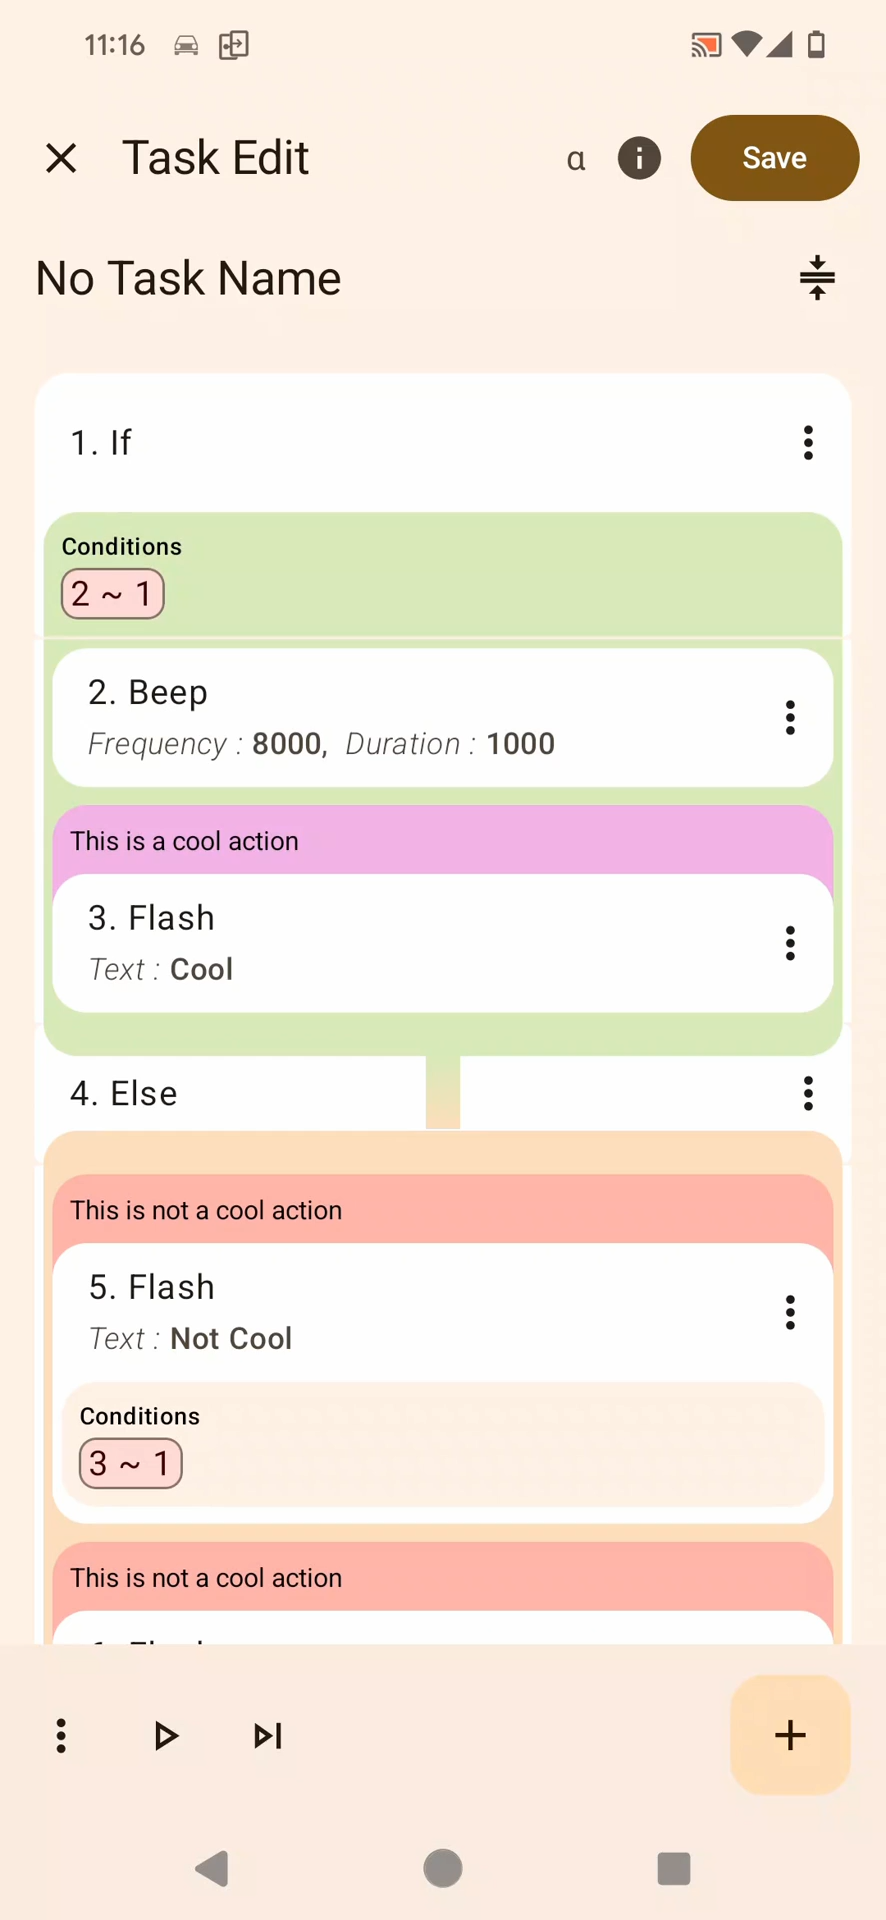 11:16
Task Edit
α
Save
No Task Name
1. If
Conditions
2 ~ 1
2. Beep
Frequency : 8000, Duration : 1000
This is a cool action
3. Flash
Text : Cool
4. Else
This is not a cool action
5. Flash
Text : Not Cool
Conditions
3 ~ 1
This is not a cool action